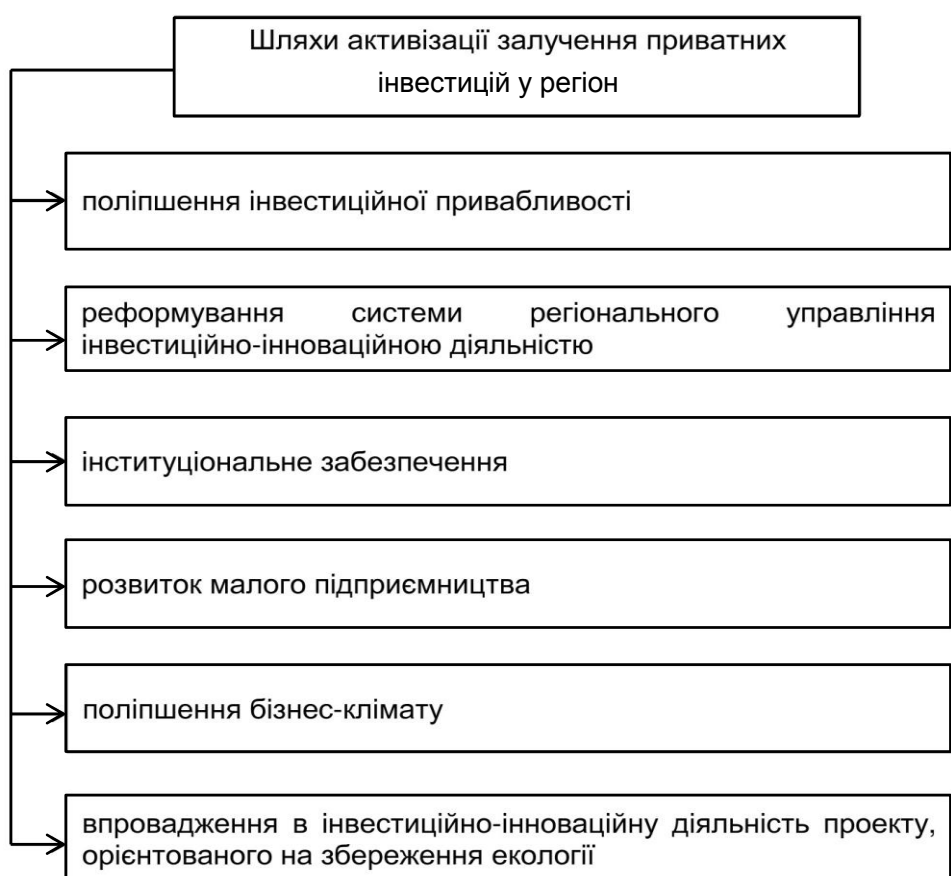 Шляхи активізації залучення приватних
інвестицій у регіон
поліпшення інвестиційної привабливості
реформування системи регіонального управління
інвестиційно-інноваційною діяльністю
інституціональне забезпечення
розвиток малого підприємництва
поліпшення бізнес-клімату
впровадження в інвестиційно-інноваційну діяльність проекту,
орієнтованого на збереження екології